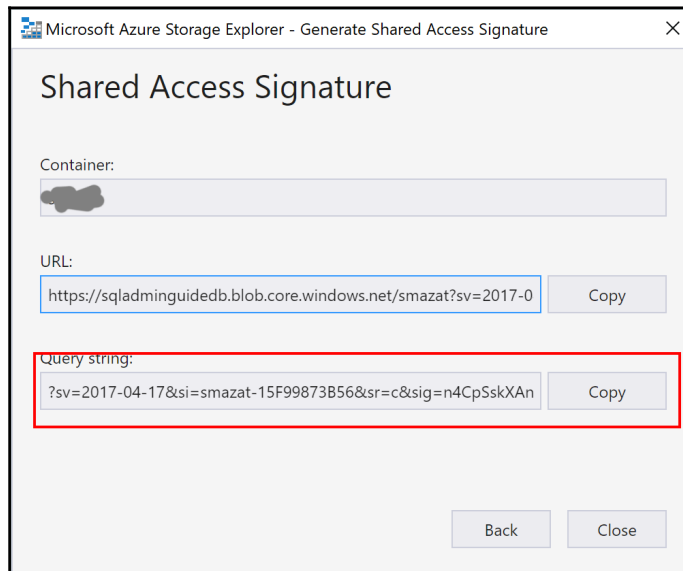 Microsoft Azure Storage Explorer - Generate Shared Access Signature
Shared Access Signature
Container:
URL:
https://sqladminguidedb.blob.core.windows.net/smazat?sv=2017-0
Copy
Query string:
?sv=2017-04-17&si=smazat-15F99873B56&sr=c&sig=n4CpSskXAn
Copy
Back
Close